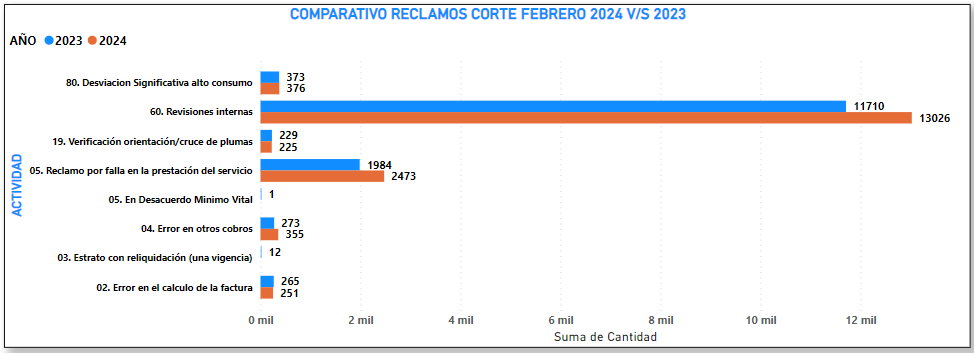 COMPARATIVO RECLAMOS CORTE FEBRERO 2024 V/S 2023
AÑO 2023 2024
ACTIVIDAD
80. Desviacion Significativa alto consumo 373 376
60. Revisiones internas 11710 13026
19. Verificación orientación/cruce de plumas 229 225
05. Reclamo por falla en la prestación del servicio 1984 2473
05. En Desacuerdo Minimo Vital 1
04. Error en otros cobros 273 355
03. Estrato con reliquidación (una vigencia) 12
02. Error en el calculo de la factura 265 251
0 mil 2 mil 4 mil 6 mil 8 mil 10 mil 12 mil
Suma de Cantidad